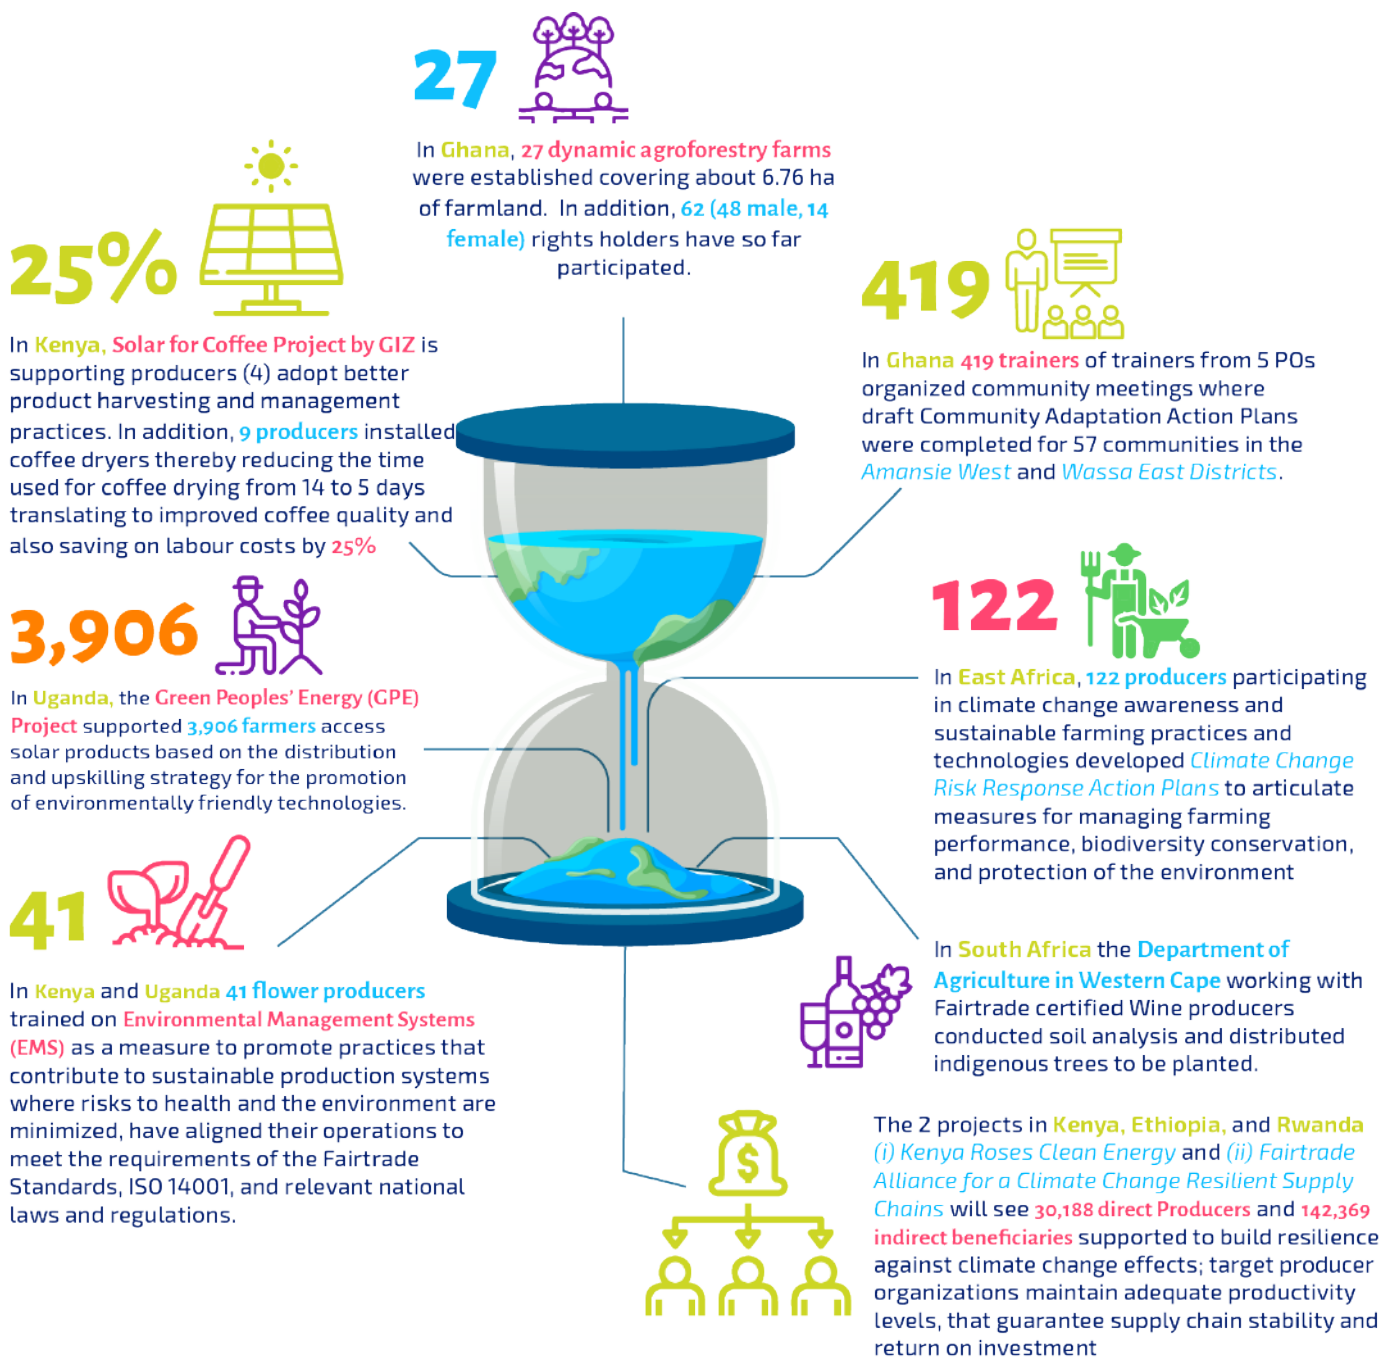 27
In Ghana, 27 dynamic agroforestry farms
were established covering about 6.76 ha
of farmland. In addition, 62 (48 male, 14
female) rights holders have so far
participated.
25%
In Kenya, Solar for Coffee Project by GIZ is
supporting producers (4) adopt better
product harvesting and management
practices. In addition, 9 producers installed
coffee dryers thereby reducing the time
used for coffee drying from 14 to 5 days
translating to improved coffee quality and
also saving on labour costs by 25%
419
In Ghana 419 trainers of trainers from 5 POs
organized community meetings where
draft Community Adaptation Action Plans
were completed for 57 communities in the
Amansie West and Wassa East Districts.
3,906
In Uganda, the Green Peoples' Energy (GPE)
Project supported 3,906 farmers access
solar products based on the distribution
and upskilling strategy for the promotion
of environmentally friendly technologies.
122
In East Africa, 122 producers participating
in climate change awareness and
sustainable farming practices and
technologies developed Climate Change
Risk Response Action Plans to articulate
measures for managing farming
performance, biodiversity conservation,
and protection of the environment
41
In Kenya and Uganda 41 flower producers
trained on Environmental Management Systems
(EMS) as a measure to promote practices that
contribute to sustainable production systems
where risks to health and the environment are
minimized, have aligned their operations to
meet the requirements of the Fairtrade
Standards, ISO 14001, and relevant national
laws and regulations.
In South Africa the Department of
Agriculture in Western Cape working with
Fairtrade certified Wine producers
conducted soil analysis and distributed
indigenous trees to be planted.
$
The 2 projects in Kenya, Ethiopia, and Rwanda
(i) Kenya Roses Clean Energy and (ii) Fairtrade
Alliance for a Climate Change Resilient Supply
Chains will see 30,188 direct Producers and 142,369
indirect beneficiaries supported to build resilience
against climate change effects; target producer
organizations maintain adequate productivity
levels, that guarantee supply chain stability and
return on investment